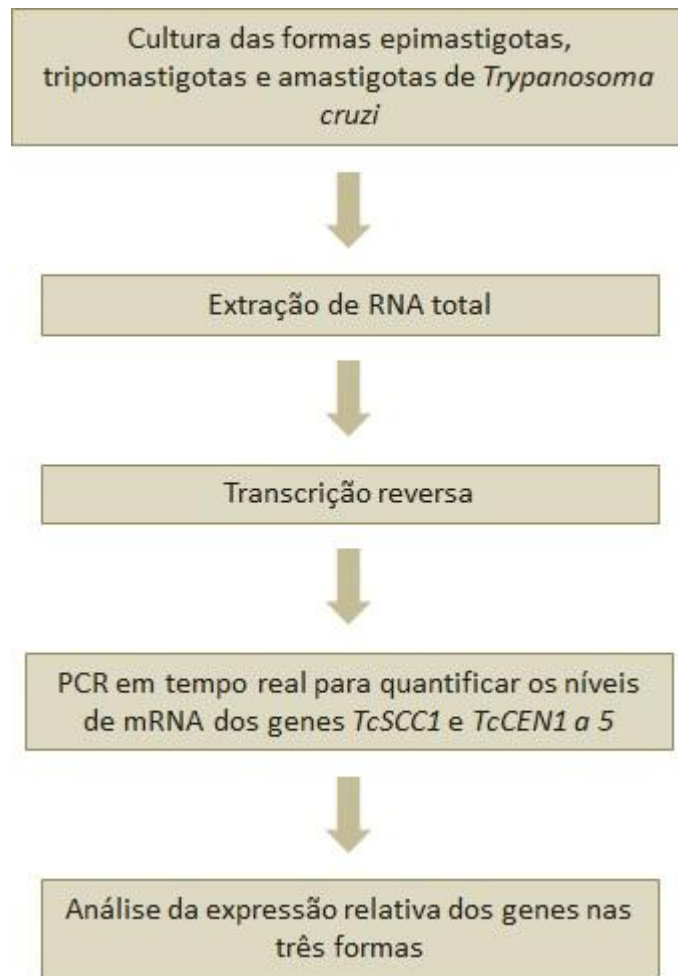 Cultura das formas epimastigotas,
tripomastigotas e amastigotas de Trypanosoma
cruzi
Extração de RNA total
Transcrição reversa
PCR em tempo real para quantificar os níveis
de mRNA dos genes TcSCC1 e TcCEN1 a 5
Análise da expressão relativa dos genes nas
três formas